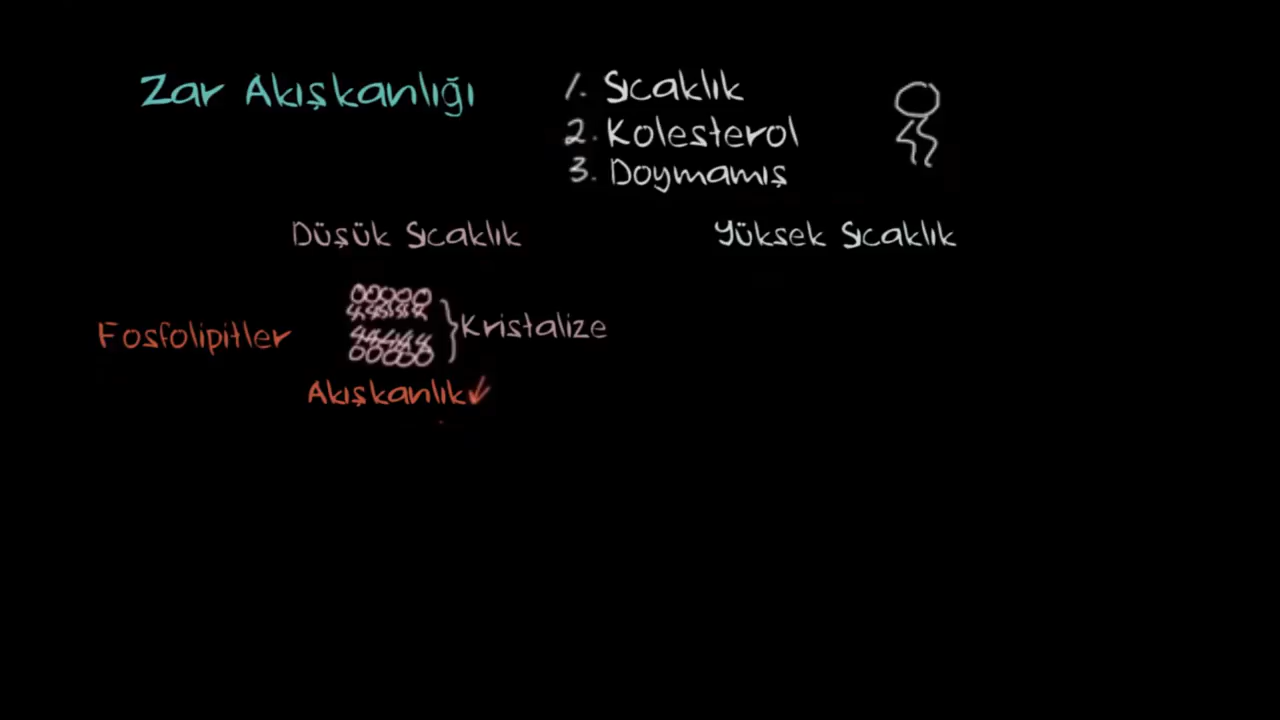 Zar Akışkanlığı
1. Sıcaklık
2. Kolesterol
3. Doymamış
Düşük Sıcaklık
Yüksek Sıcaklık
Fosfolipitler
Kristalize
Akışkanlık↓